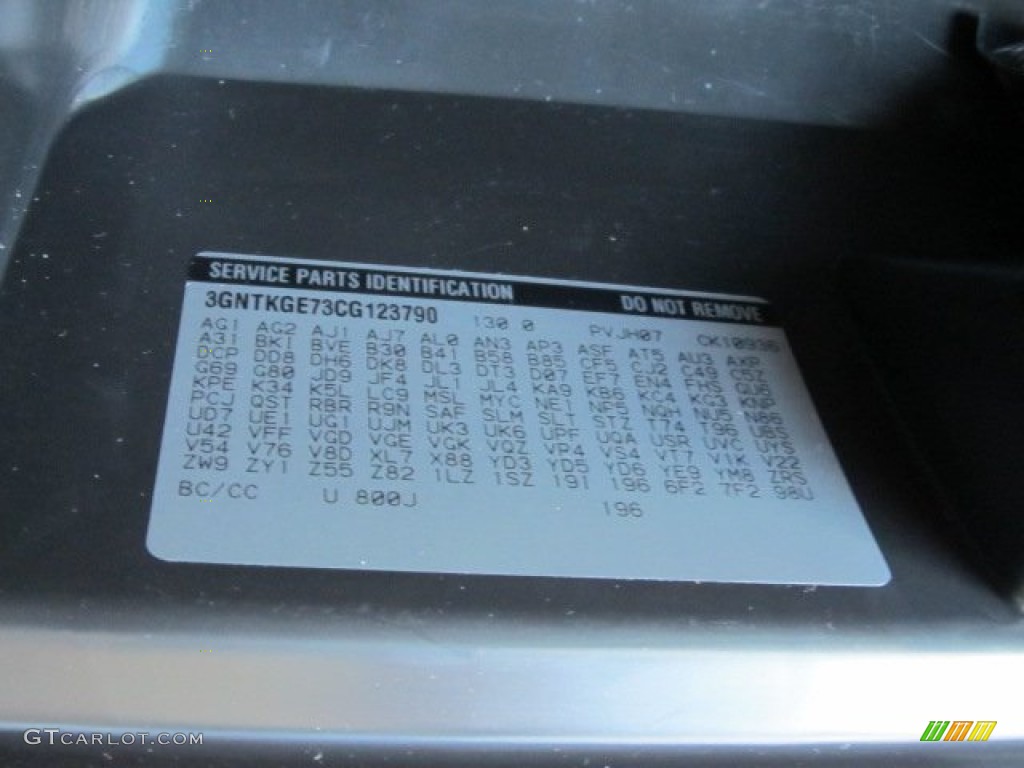 SERVICE PARTS IDENTIFICATION DO NOT REMOVE
3GNTKGE73CG123790 130 0 PVJH07 CK10936
AG1 AG2 AJ1 AJ7 AL0 AN3 AP3 ASF AT5 AU3 AXP
A31 BK1 BVE B30 B41 B58 B85 CF5 CJ2 C49 C5Z
DCP DD8 DH6 DK8 DL3 DT3 D07 EF7 EN4 FHS GU6
G69 G80 JD9 JF4 JL1 JL4 KA9 KB6 KC4 KG3 KNP
KPE K34 K5L LC9 MSL MYC NE1 NF5 NQH NU5 N86
PCJ QST RBR R9N SAF SLM SLT STZ T74 T96 U85
UD7 UE1 UG1 UJM UK3 UK6 UPF UQA USR UVC UYS
U42 VFF VGD VGE VGK VQZ VP4 VS4 VT7 V1K V22
V54 V76 V8D XL7 X88 YD3 YD5 YD6 YE9 YM8 ZRS
ZW9 ZY1 Z55 Z82 1LZ 1SZ 191 196 6F2 7F2 98U
BC/CC U 800J 196
GTCARLOT.COM